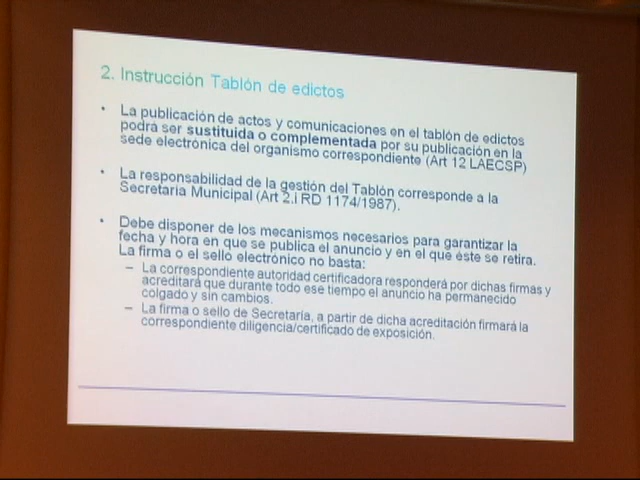 2. Instrucción Tablón de edictos
• La publicación de actos y comunicaciones en el tablón de edictos
podrá ser sustituida o complementada por su publicación en la
sede electrónica del organismo correspondiente (Art 12 LAECSP)
• La responsabilidad de la gestión del Tablón corresponde a la
Secretaria Municipal (Art 2.i RD 1174/1987).
• Debe disponer de los mecanismos necesarios para garantizar la
fecha y hora en que se publica el anuncio y en el que éste se retira.
La firma o el sello electrónico no basta:
– La correspondiente autoridad certificadora responderá por dichas firmas y
acreditará que durante todo ese tiempo el anuncio ha permanecido
colgado y sin cambios.
– La firma o sello de Secretaría, a partir de dicha acreditación firmará la
correspondiente diligencia/certificado de exposición.